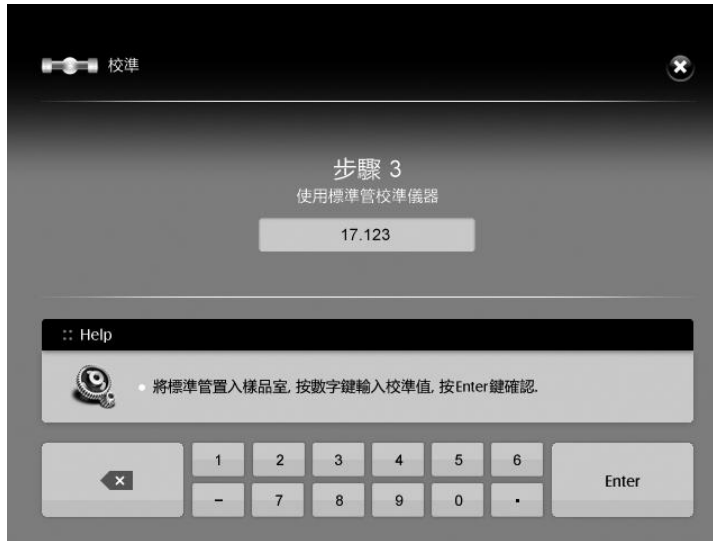 校準
步驟 3
使用標準管校準儀器
17.123
:: Help
將標準管置入樣品室, 按數字鍵輸入校準值, 按Enter鍵確認.
1 2 3 4 5 6
Enter
- 7 8 9 0 .